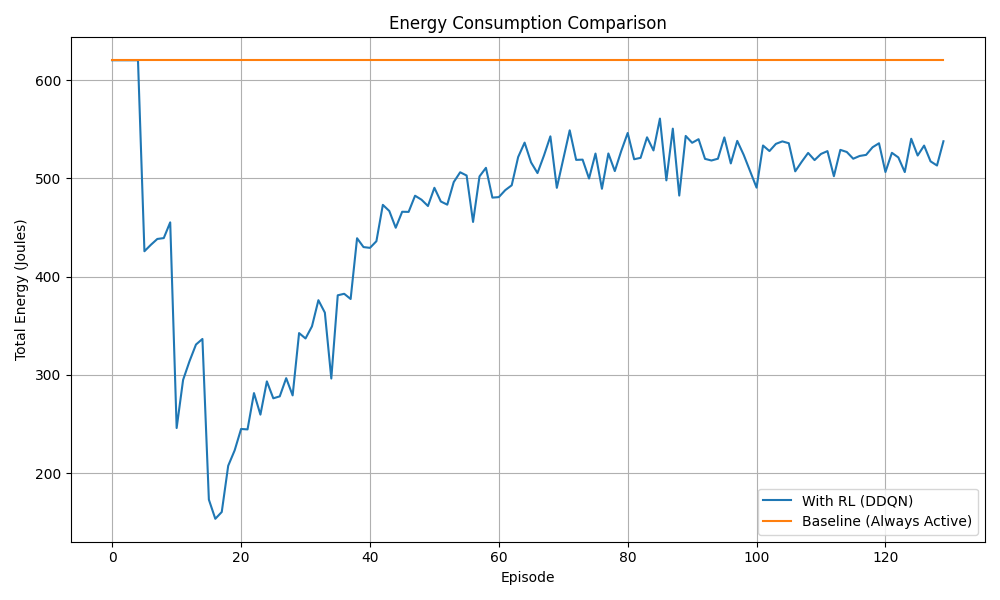 Energy Consumption Comparison
Total Energy (Joules)
600
500
400
300
200
0
20
40
60
80
100
120
Episode
With RL (DDQN)
Baseline (Always Active)